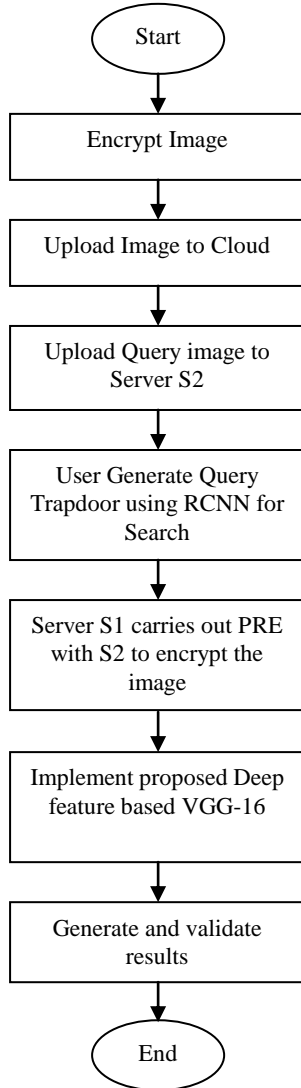 Start
Encrypt Image
Upload Image to Cloud
Upload Query image to
Server S2
User Generate Query
Trapdoor using RCNN for
Search
Server S1 carries out PRE
with S2 to encrypt the
image
Implement proposed Deep
feature based VGG-16
Generate and validate
results
End